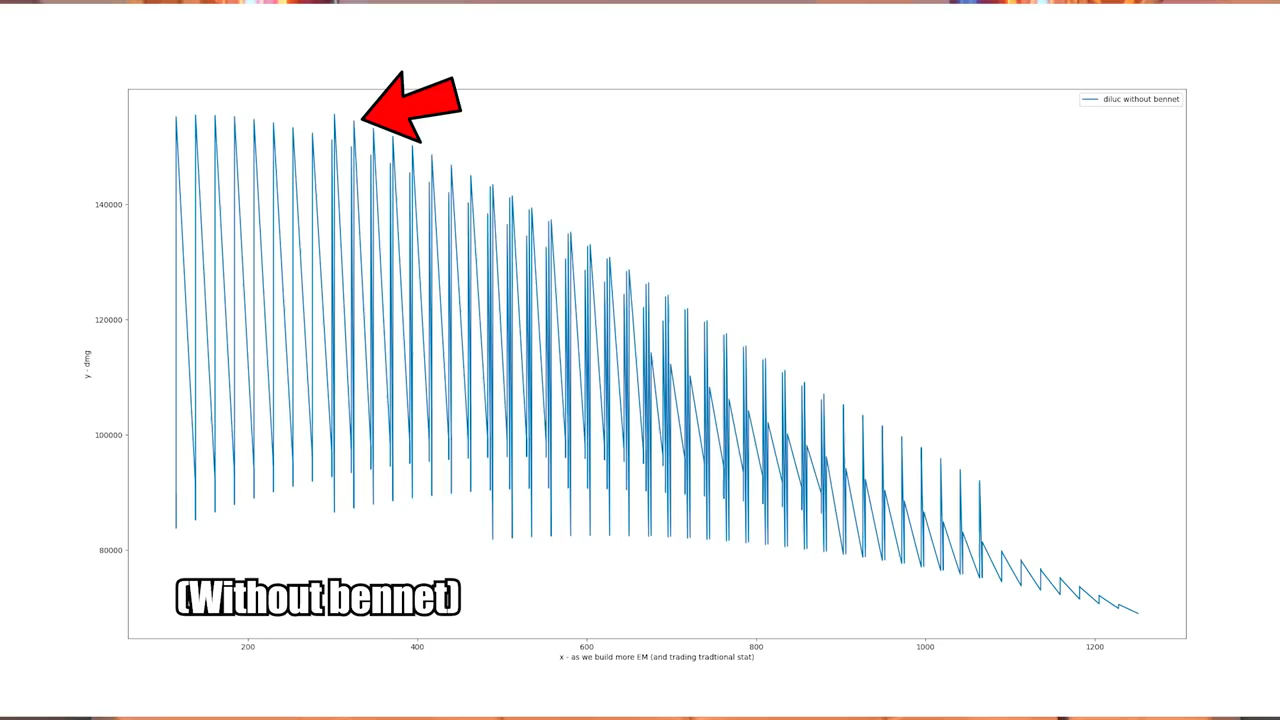 diluc without bennet
140000
120000
y - dmg
100000
80000
(Without bennet)
200
400
600
800
1000
1200
x - as we build more EM (and trading tradtional stat)